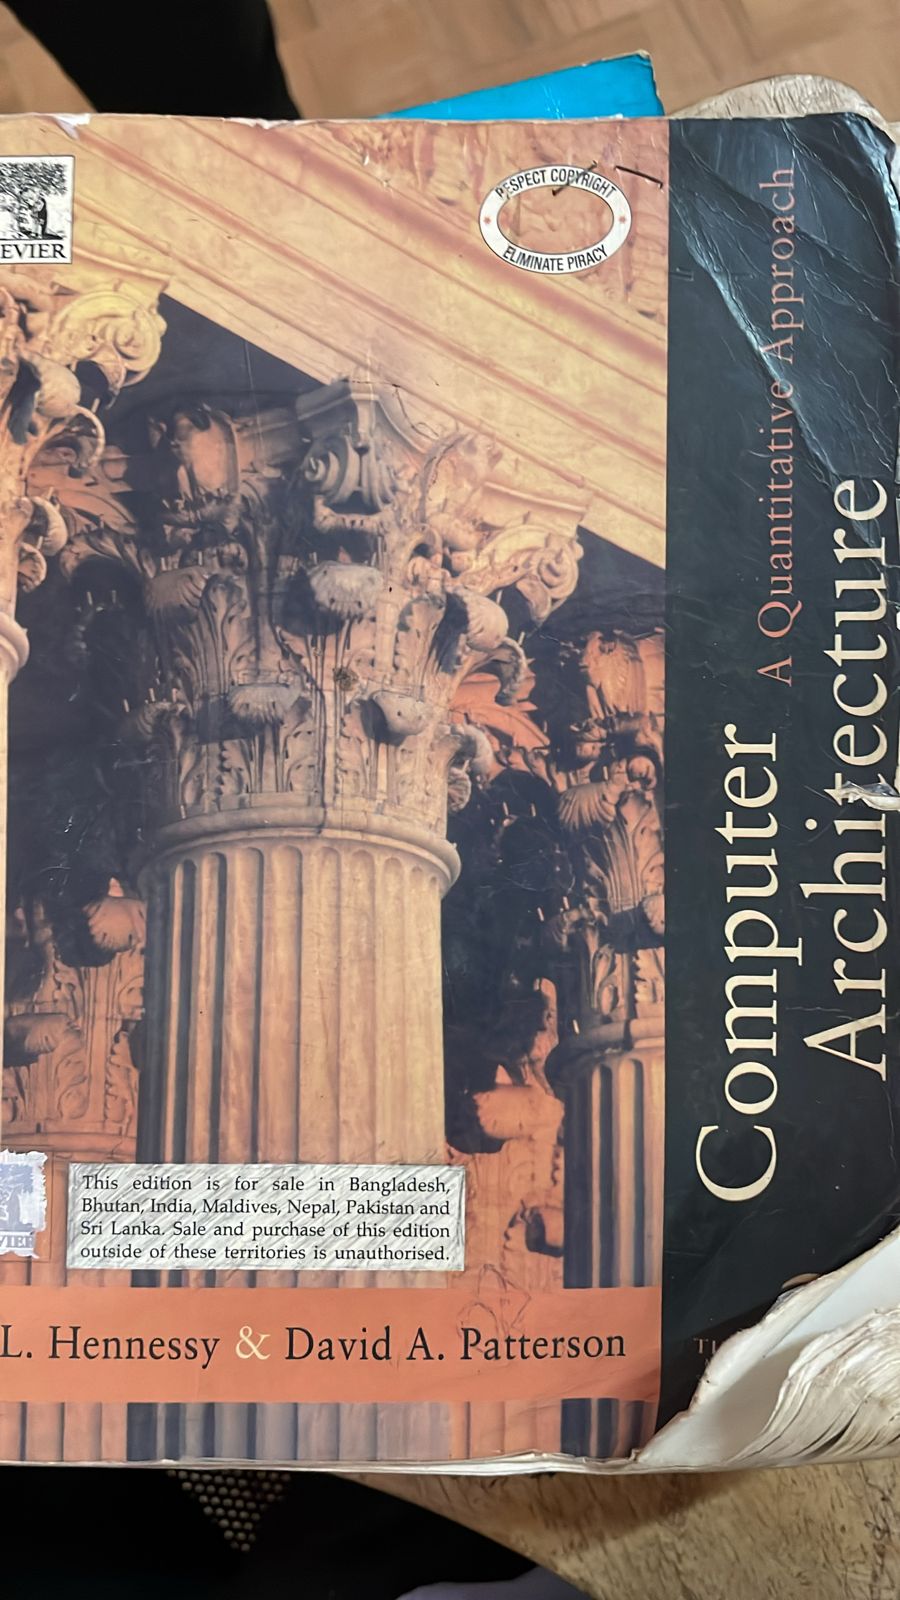 EVIER
RESPECT COPYRIGHT
ELIMINATE PIRACY
Computer
Architecture
A Quantitative Approach
This edition is for sale in Bangladesh,
Bhutan, India, Maldives, Nepal, Pakistan and
Sri Lanka. Sale and purchase of this edition
outside of these territories is unauthorised.
L. Hennessy & David A. Patterson